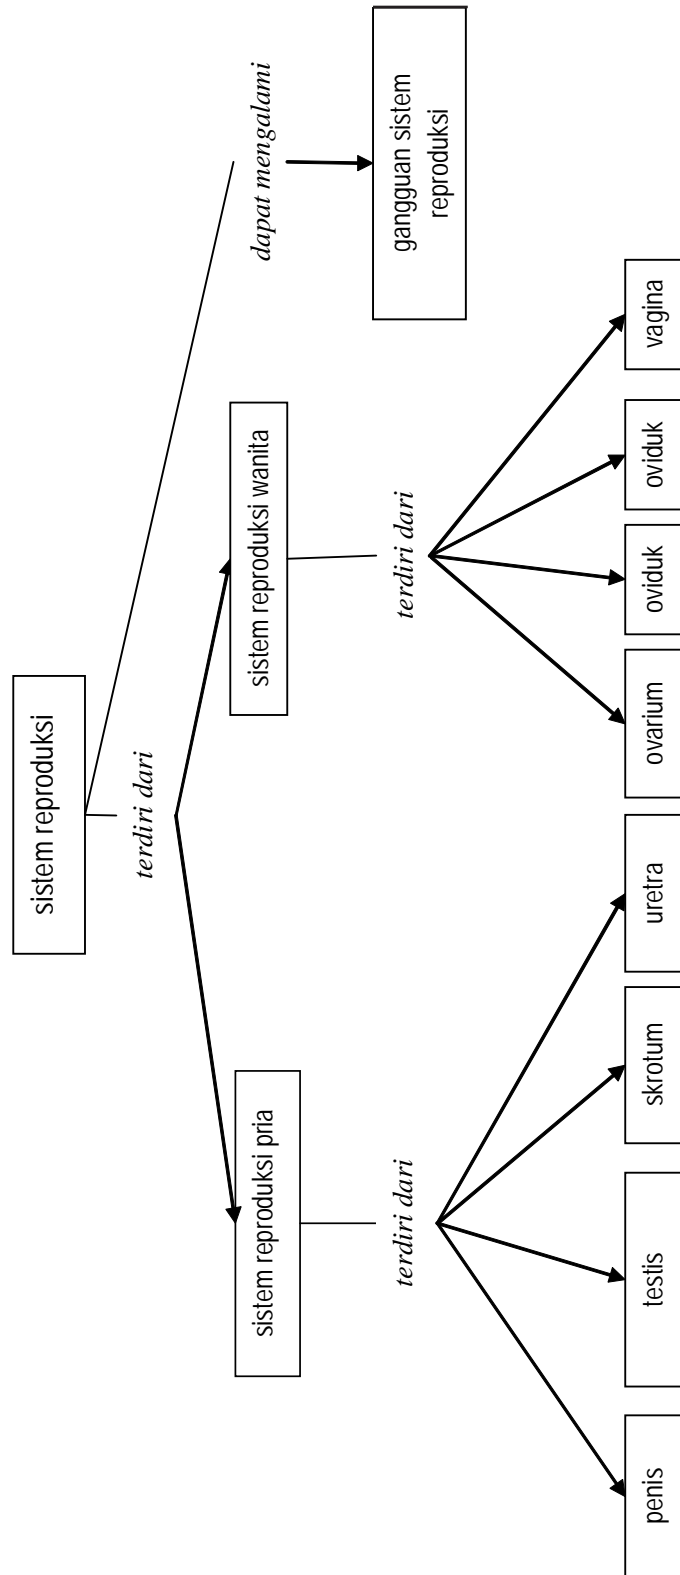 sistem reproduksi
terdiri dari
dapat mengalami
sistem reproduksi pria
sistem reproduksi wanita
gangguan sistem
reproduksi
terdiri dari
terdiri dari
penis
testis
skrotum
uretra
ovarium
oviduk
oviduk
vagina